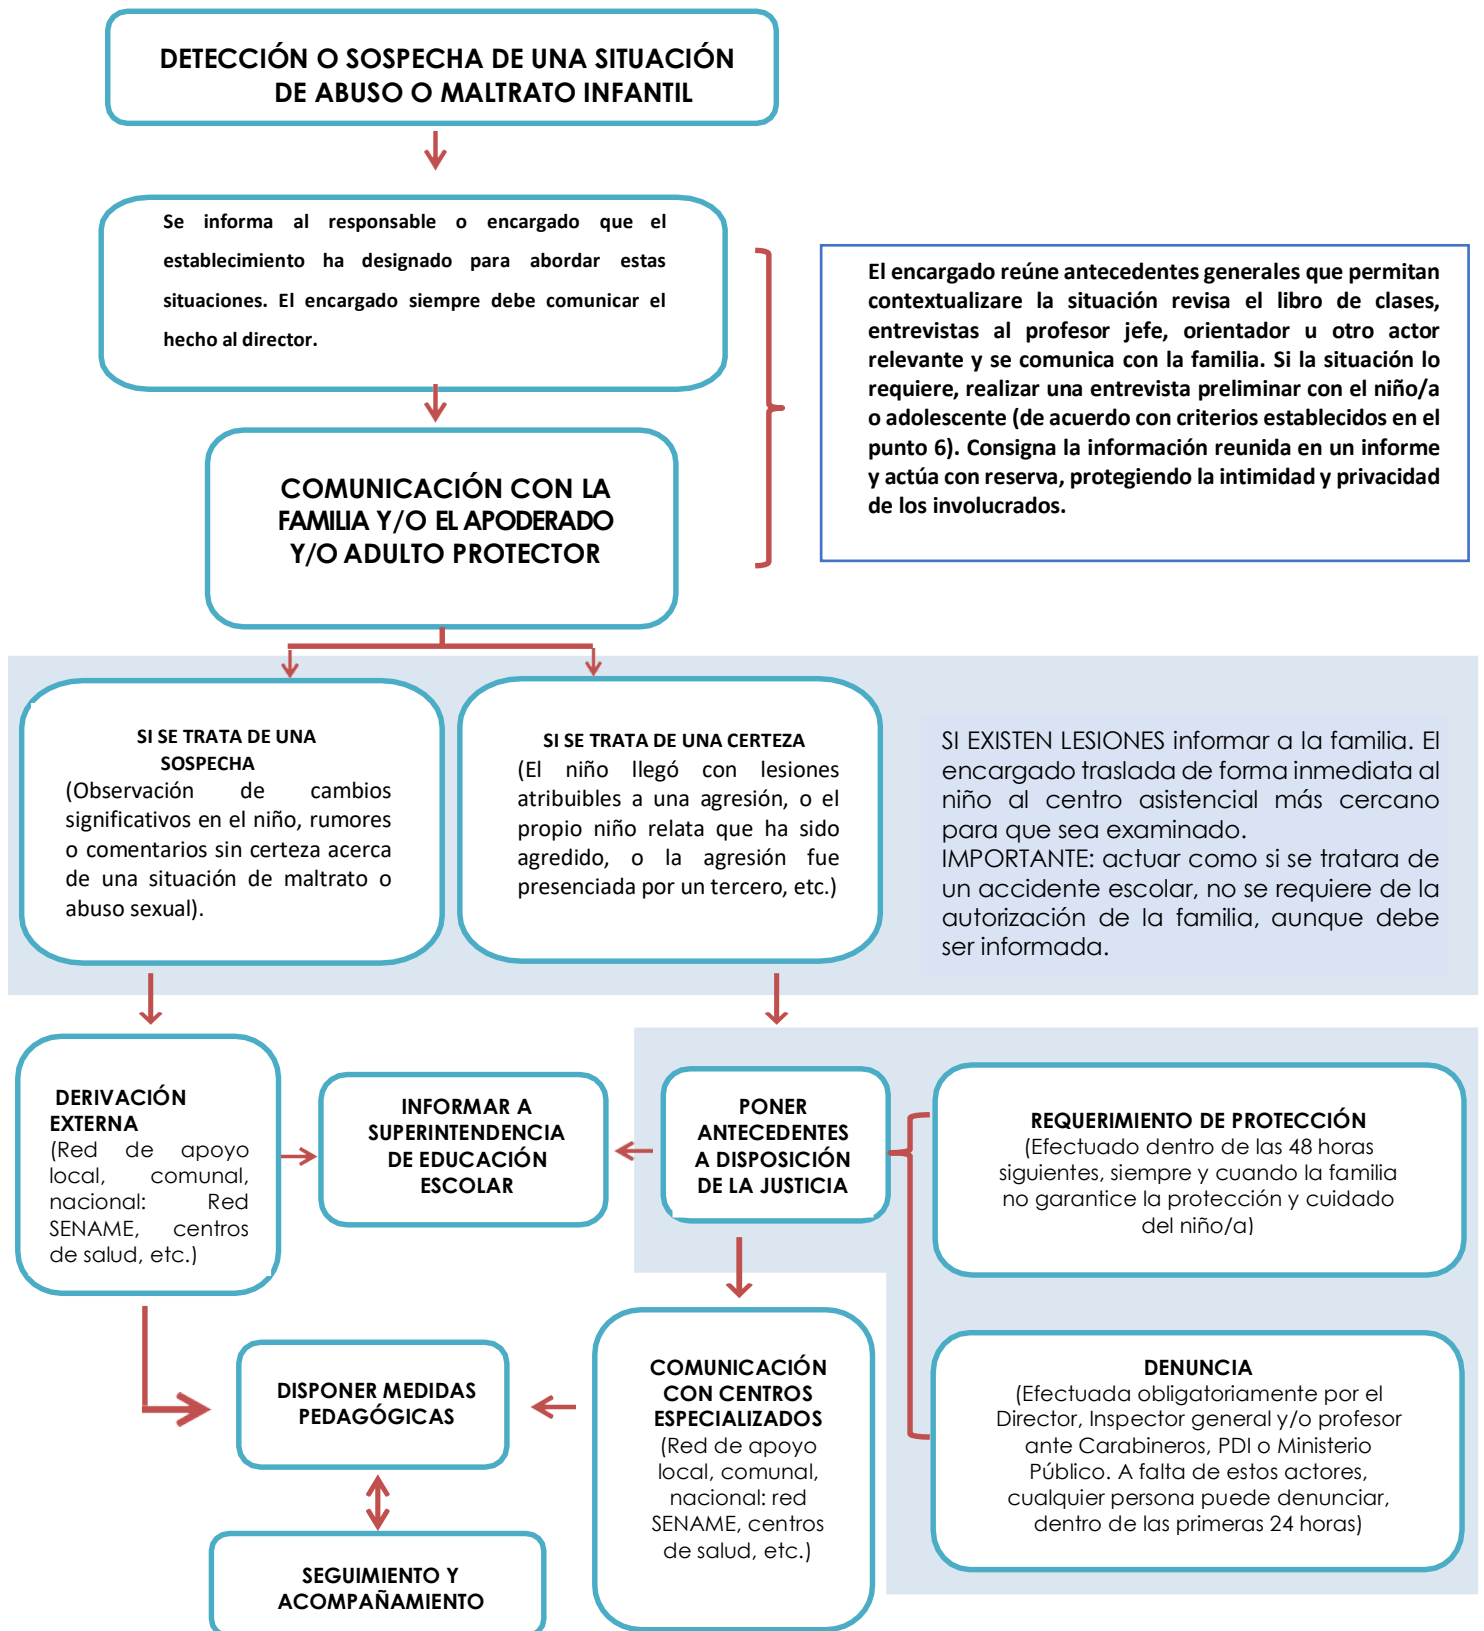 DETECCIÓN O SOSPECHA DE UNA SITUACIÓN
DE ABUSO O MALTRATO INFANTIL
Se informa al responsable o encargado que el
establecimiento ha designado para abordar estas
situaciones. El encargado siempre debe comunicar el
hecho al director.
El encargado reúne antecedentes generales que permitan
contextualizare la situación revisa el libro de clases,
entrevistas al profesor jefe, orientador u otro actor
relevante y se comunica con la familia. Si la situación lo
requiere, realizar una entrevista preliminar con el niño/a
o adolescente (de acuerdo con criterios establecidos en el
punto 6). Consigna la información reunida en un informe
y actúa con reserva, protegiendo la intimidad y privacidad
de los involucrados.
COMUNICACIÓN CON LA
FAMILIA Y/O EL APODERADO
Y/O ADULTO PROTECTOR
SI SE TRATA DE UNA
SOSPECHA
(Observación de cambios
significativos en el niño, rumores
o comentarios sin certeza acerca
de una situación de maltrato o
abuso sexual).
SI SE TRATA DE UNA CERTEZA
(El niño llegó con lesiones
atribuibles a una agresión, o el
propio niño relata que ha sido
agredido, o la agresión fue
presenciada por un tercero, etc.)
SI EXISTEN LESIONES informar a la familia. El
encargado traslada de forma inmediata al
niño al centro asistencial más cercano
para que sea examinado.
IMPORTANTE: actuar como si se tratara de
un accidente escolar, no se requiere de la
autorización de la familia, aunque debe
ser informada.
DERIVACIÓN
EXTERNA
(Red de apoyo
local, comunal,
nacional: Red
SENAME, centros
de salud, etc.)
INFORMAR A
SUPERINTENDENCIA
DE EDUCACIÓN
ESCOLAR
PONER
ANTECEDENTES
A DISPOSICIÓN
DE LA JUSTICIA
REQUERIMIENTO DE PROTECCIÓN
(Efectuado dentro de las 48 horas
siguientes, siempre y cuando la familia
no garantice la protección y cuidado
del niño/a)
DISPONER MEDIDAS
PEDAGÓGICAS
COMUNICACIÓN
CON CENTROS
ESPECIALIZADOS
(Red de apoyo
local, comunal,
nacional: red
SENAME, centros
de salud, etc.)
DENUNCIA
(Efectuada obligatoriamente por el
Director, Inspector general y/o profesor
ante Carabineros, PDI o Ministerio
Público. A falta de estos actores,
cualquier persona puede denunciar,
dentro de las primeras 24 horas)
SEGUIMIENTO Y
ACOMPAÑAMIENTO